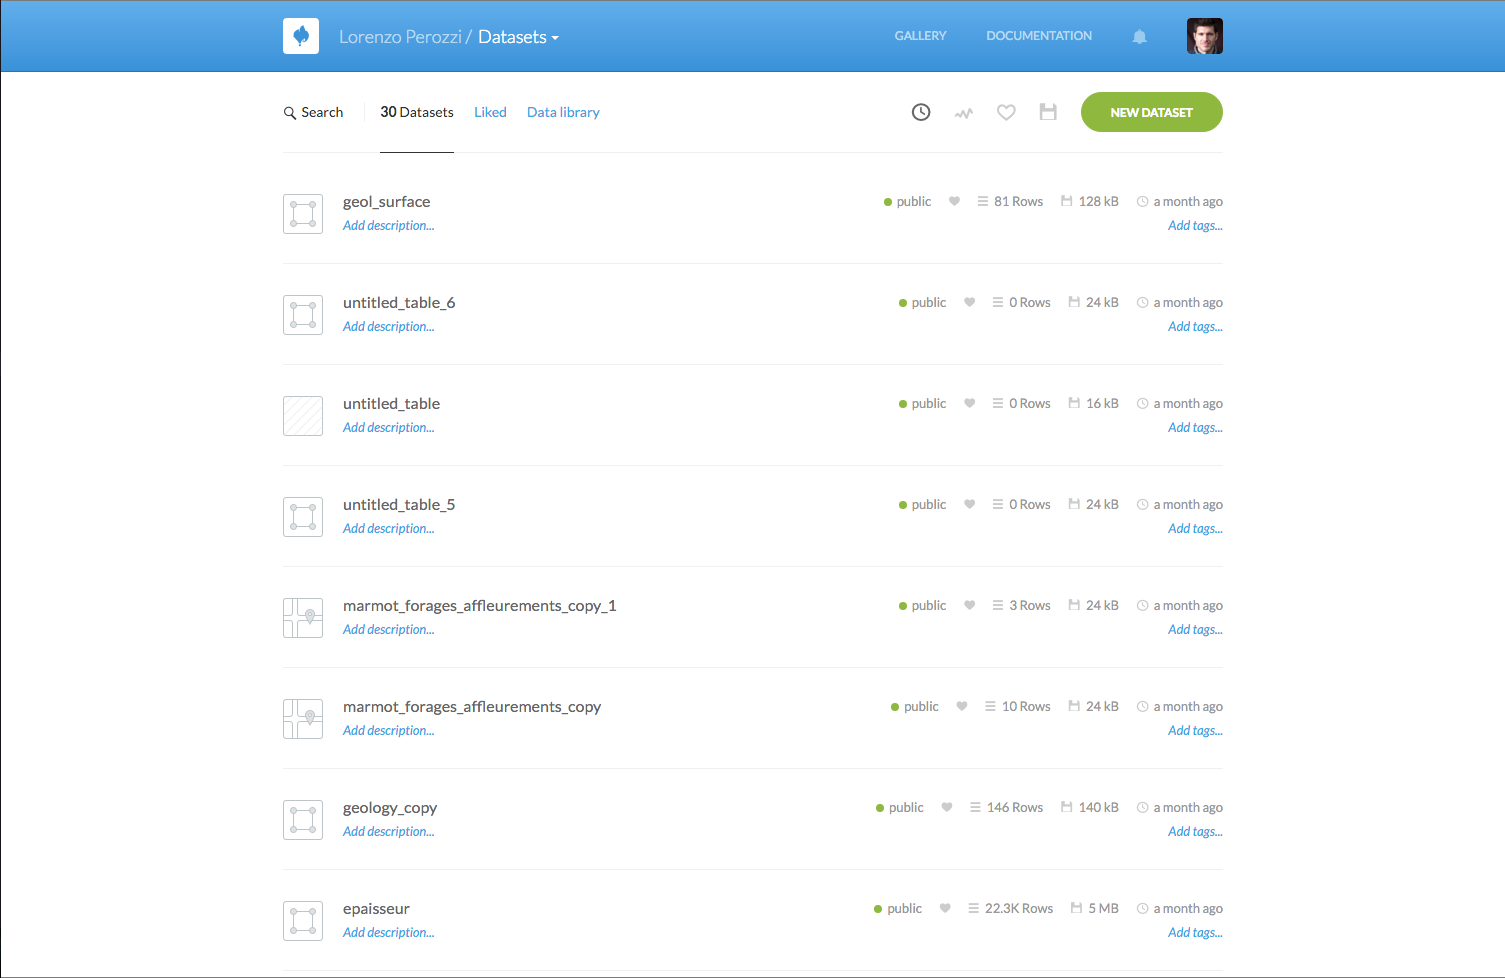 Lorenzo Perozzi / Datasets GALLERY DOCUMENTATION
Search 30 Datasets Liked Data library NEW DATASET
geol_surface public 81 Rows 128 kB a month ago
Add description... Add tags...
untitled_table_6 public 0 Rows 24 kB a month ago
Add description... Add tags...
untitled_table public 0 Rows 16 kB a month ago
Add description... Add tags...
untitled_table_5 public 0 Rows 24 kB a month ago
Add description... Add tags...
marmot_forages_affleurements_copy_1 public 3 Rows 24 kB a month ago
Add description... Add tags...
marmot_forages_affleurements_copy public 10 Rows 24 kB a month ago
Add description... Add tags...
geology_copy public 146 Rows 140 kB a month ago
Add description... Add tags...
epaisseur public 22.3K Rows 5 MB a month ago
Add description... Add tags...